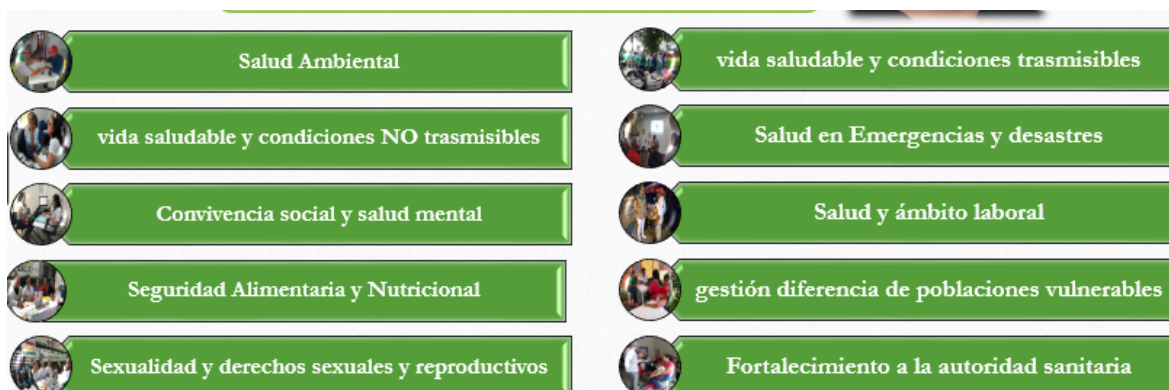 Salud Ambiental
vida saludable y condiciones NO trasmisibles
Convivencia social y salud mental
Seguridad Alimentaria y Nutricional
Sexualidad y derechos sexuales y reproductivos
vida saludable y condiciones trasmisibles
Salud en Emergencias y desastres
Salud y ámbito laboral
gestión diferencia de poblaciones vulnerables
Fortalecimiento a la autoridad sanitaria